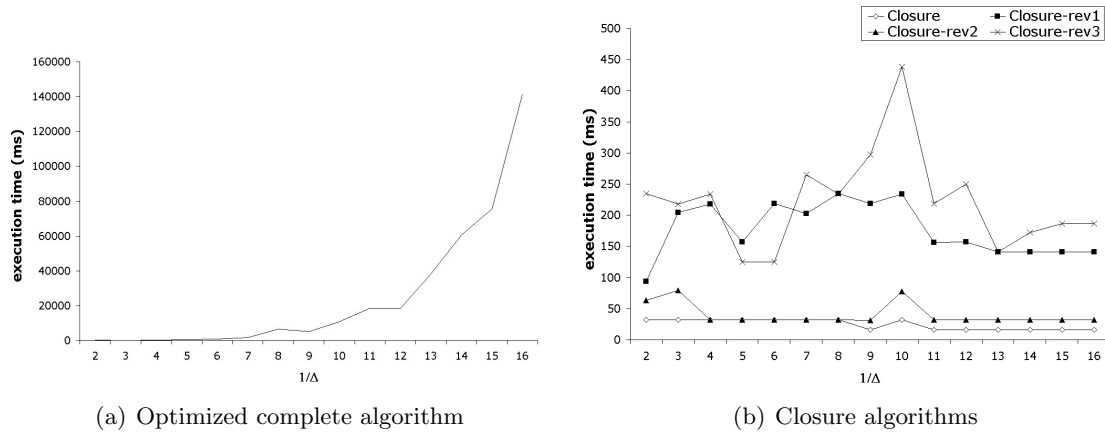 160000
140000
120000
100000
80000
60000
40000
20000
0
execution time (ms)
2 3 4 5 6 7 8 9 10 11 12 13 14 15 16
1/Δ
(a) Optimized complete algorithm
Closure Closure-rev1
Closure-rev2 Closure-rev3
500
450
400
350
300
250
200
150
100
50
0
execution time (ms)
2 3 4 5 6 7 8 9 10 11 12 13 14 15 16
1/Δ
(b) Closure algorithms